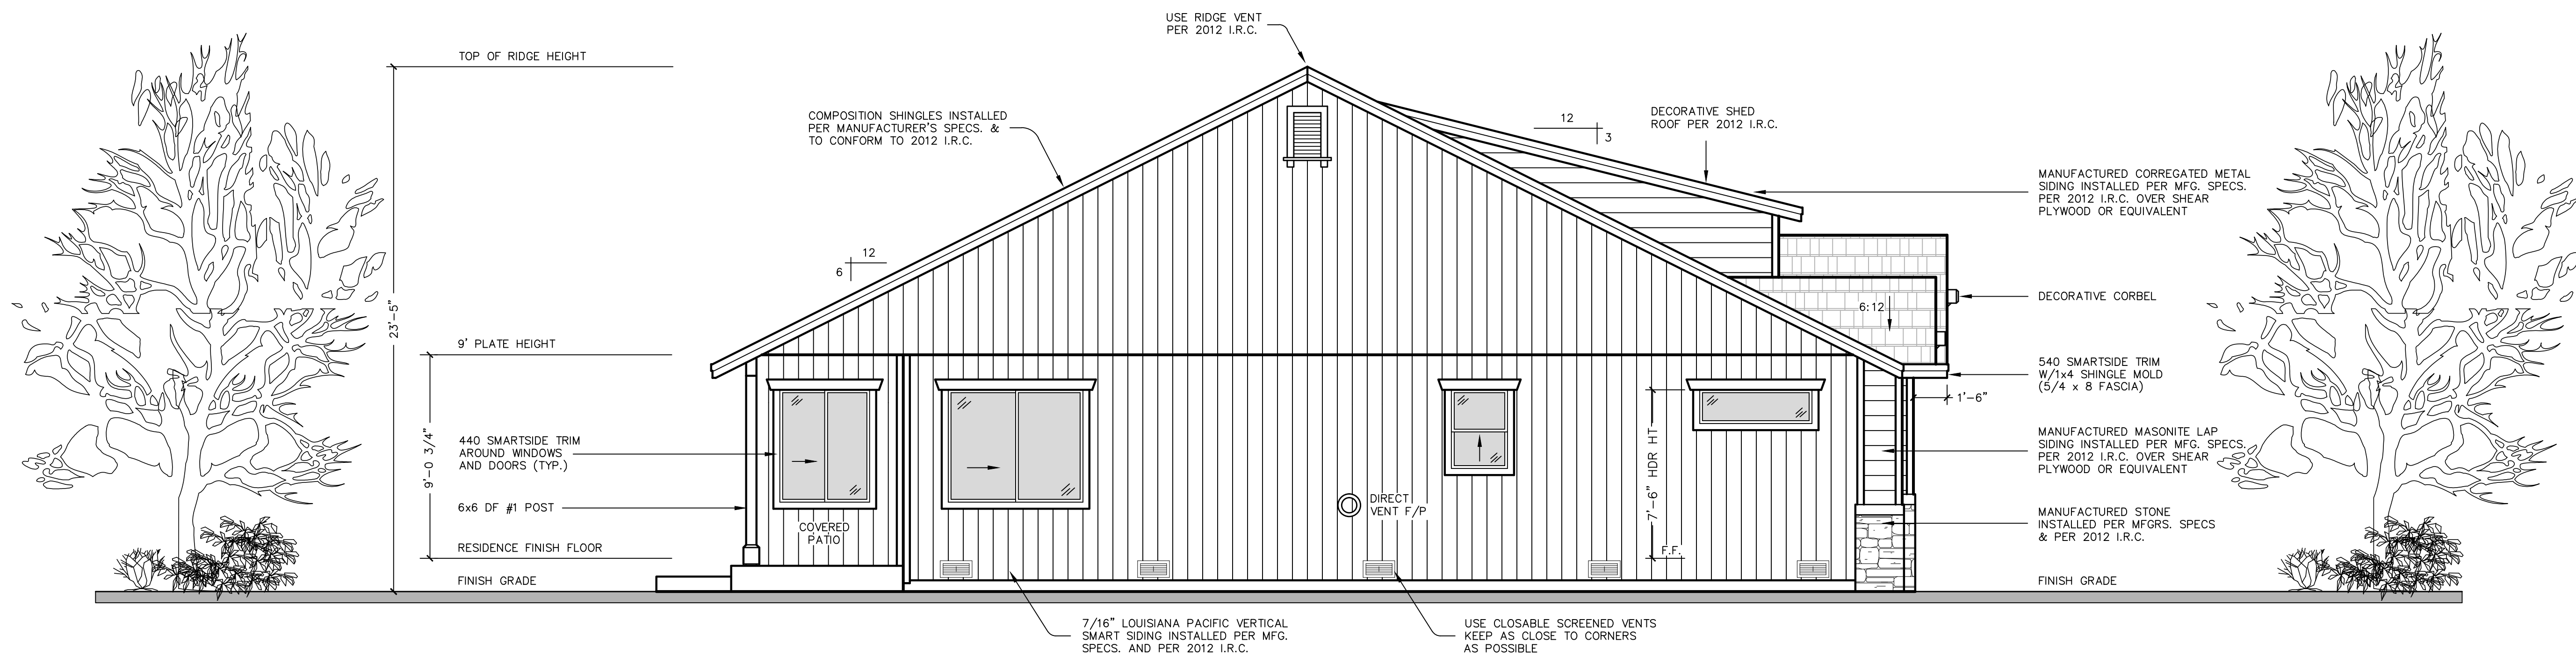 USE RIDGE VENT
PER 2012 I.R.C.
TOP OF RIDGE HEIGHT
COMPOSITION SHINGLES INSTALLED
PER MANUFACTURER'S SPECS. &
TO CONFORM TO 2012 I.R.C.
12
3
DECORATIVE SHED
ROOF PER 2012 I.R.C.
MANUFACTURED CORREGATED METAL
SIDING INSTALLED PER MFG. SPECS.
PER 2012 I.R.C. OVER SHEAR
PLYWOOD OR EQUIVALENT
12
6
6:12
DECORATIVE CORBEL
23'-5"
9' PLATE HEIGHT
540 SMARTSIDE TRIM
W/1x4 SHINGLE MOLD
(5/4 x 8 FASCIA)
1'-6"
9'-0 3/4"
440 SMARTSIDE TRIM
AROUND WINDOWS
AND DOORS (TYP.)
7'-6" HDR HT
MANUFACTURED MASONITE LAP
SIDING INSTALLED PER MFG. SPECS.
PER 2012 I.R.C. OVER SHEAR
PLYWOOD OR EQUIVALENT
6x6 DF #1 POST
COVERED
PATIO
DIRECT
VENT F/P
MANUFACTURED STONE
INSTALLED PER MFGRS. SPECS
& PER 2012 I.R.C.
RESIDENCE FINISH FLOOR
F.F.
FINISH GRADE
FINISH GRADE
7/16" LOUISIANA PACIFIC VERTICAL
SMART SIDING INSTALLED PER MFG.
SPECS. AND PER 2012 I.R.C.
USE CLOSABLE SCREENED VENTS
KEEP AS CLOSE TO CORNERS
AS POSSIBLE